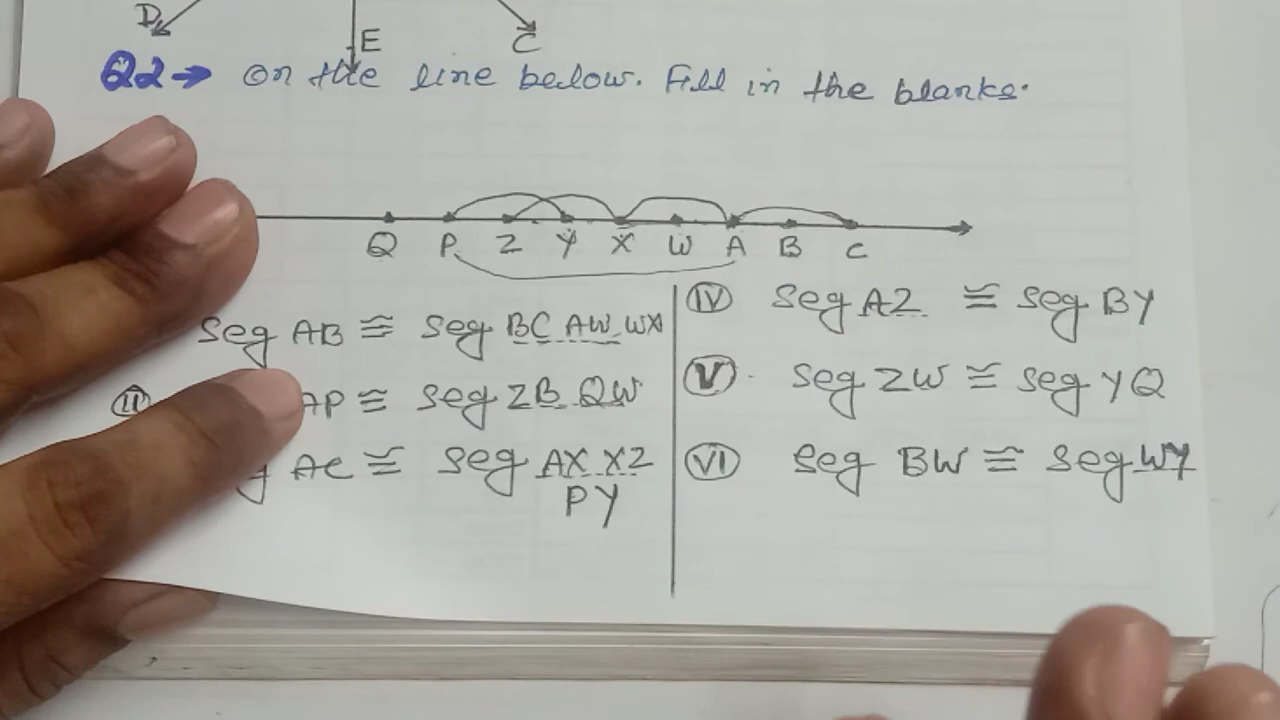 D
E
C
Q2→ on the line below. Fill in the blanks.
Q P Z Y X W A B C
seg AB ≅ seg BC AW WX
(II) AP ≅ seg ZB QW
g AC ≅ seg AX XZ
PY
(IV) seg AZ ≅ seg BY
(V) seg ZW ≅ seg YQ
(VI) seg BW ≅ seg WY